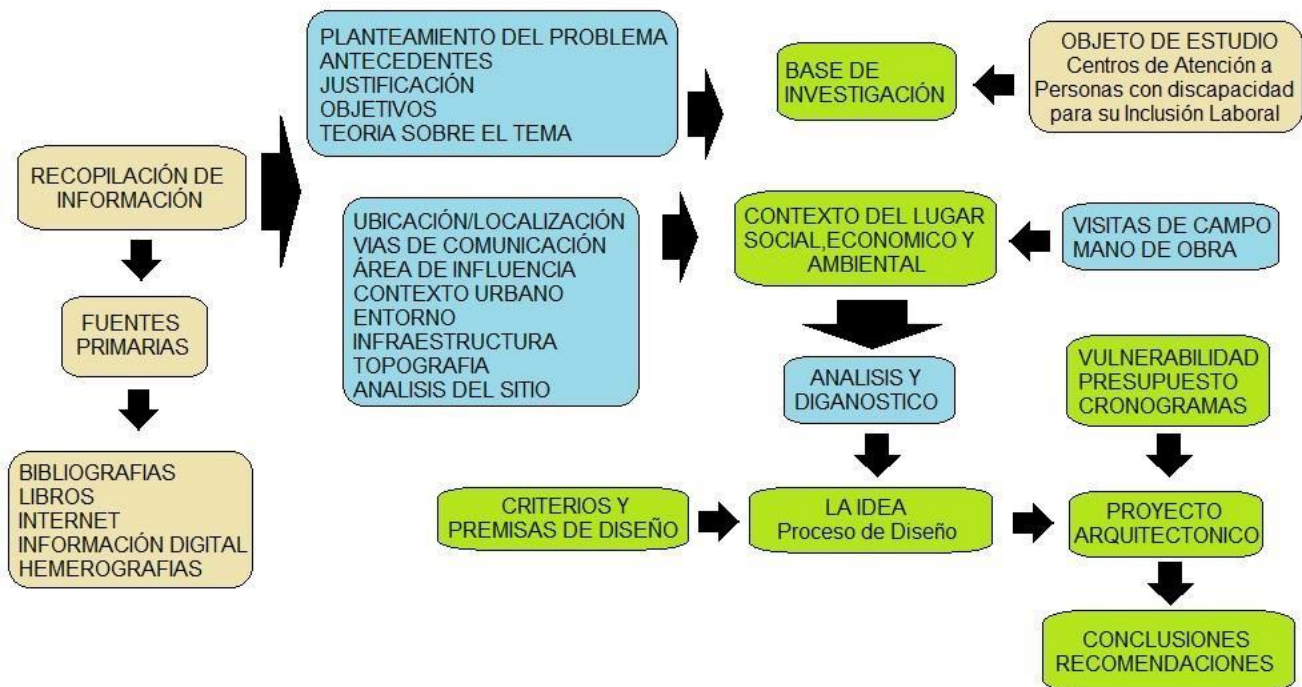 PLANTEAMIENTO DEL PROBLEMA
ANTECEDENTES
JUSTIFICACIÓN
OBJETIVOS
TEORIA SOBRE EL TEMA
BASE DE
INVESTIGACIÓN
OBJETO DE ESTUDIO
Centros de Atención a
Personas con discapacidad
para su Inclusión Laboral
RECOPILACIÓN DE
INFORMACIÓN
UBICACIÓN/LOCALIZACIÓN
VIAS DE COMUNICACIÓN
ÁREA DE INFLUENCIA
CONTEXTO URBANO
ENTORNO
INFRAESTRUCTURA
TOPOGRAFIA
ANALISIS DEL SITIO
CONTEXTO DEL LUGAR
SOCIAL,ECONOMICO Y
AMBIENTAL
VISITAS DE CAMPO
MANO DE OBRA
FUENTES
PRIMARIAS
ANALISIS Y
DIGANOSTICO
VULNERABILIDAD
PRESUPUESTO
CRONOGRAMAS
BIBLIOGRAFIAS
LIBROS
INTERNET
INFORMACIÓN DIGITAL
HEMEROGRAFIAS
CRITERIOS Y
PREMISAS DE DISEÑO
LA IDEA
Proceso de Diseño
PROYECTO
ARQUITECTONICO
CONCLUSIONES
RECOMENDACIONES